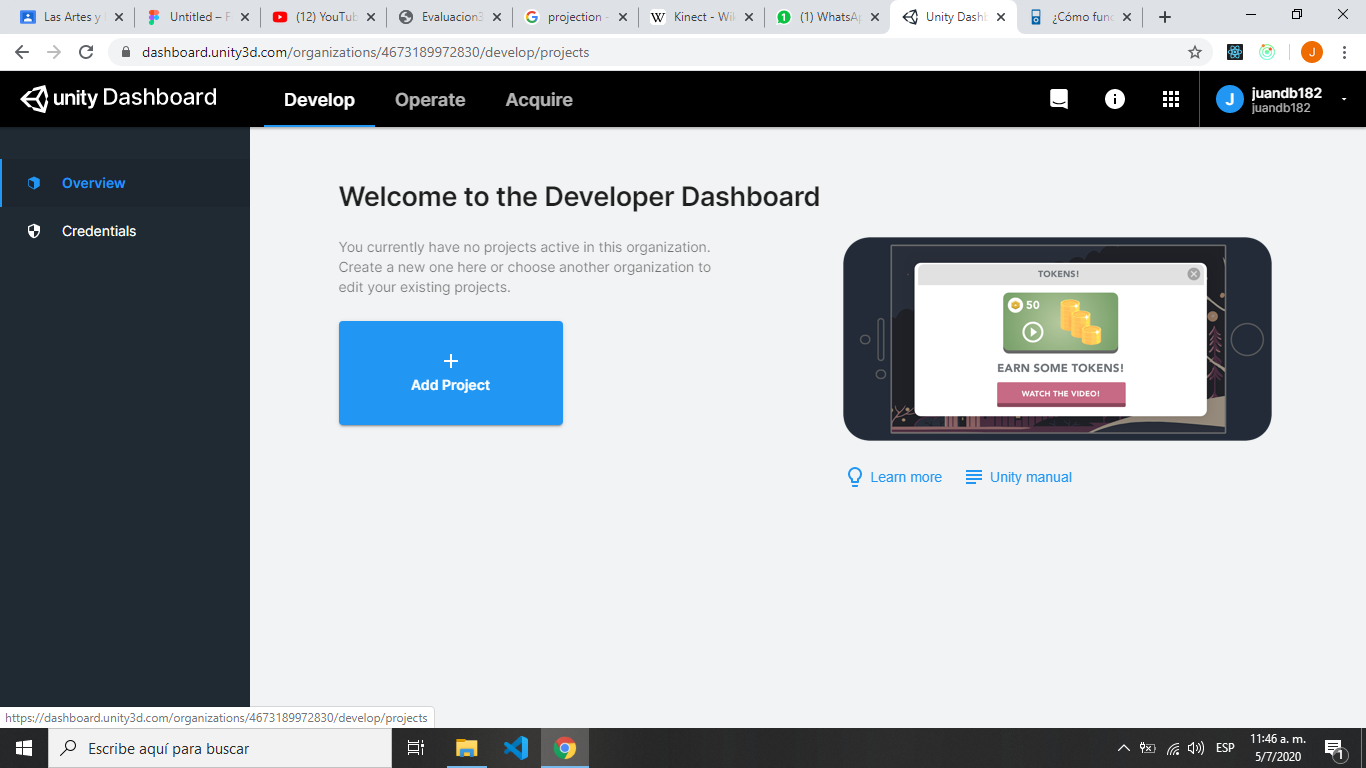 Las Artes y
Untitled – F
(12) YouTub
Evaluacion3
projection -
Kinect - Wik
(1) WhatsAp
Unity Dashb
¿Cómo func
dashboard.unity3d.com/organizations/4673189972830/develop/projects
J
unity Dashboard
Develop
Operate
Acquire
J
juandb182
juandb182
Overview
Credentials
Welcome to the Developer Dashboard
You currently have no projects active in this organization.
Create a new one here or choose another organization to
edit your existing projects.
+
Add Project
TOKENS!
50
EARN SOME TOKENS!
WATCH THE VIDEO!
Learn more
Unity manual
https://dashboard.unity3d.com/organizations/4673189972830/develop/projects
Escribe aquí para buscar
ESP
11:46 a. m.
5/7/2020
1